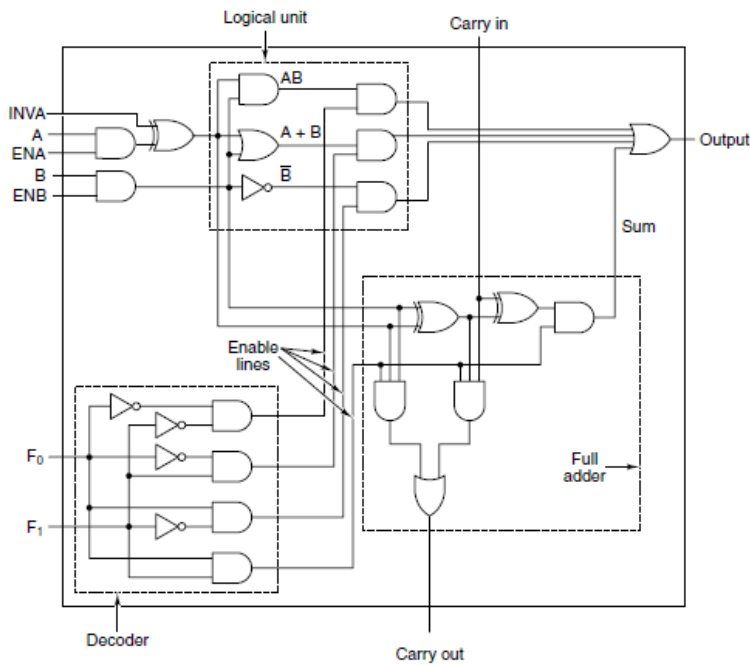 Logical unit
Carry in
INVA
A
ENA
B
ENB
AB
A + B
B̅
Output
Sum
Enable
lines
F₀
F₁
Full
adder
Decoder
Carry out